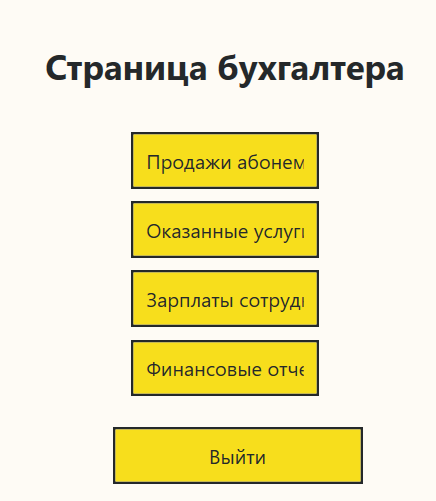 Страница бухгалтера
Продажи абонем
Оказанные услуг
Зарплаты сотруд
Финансовые отче
Выйти